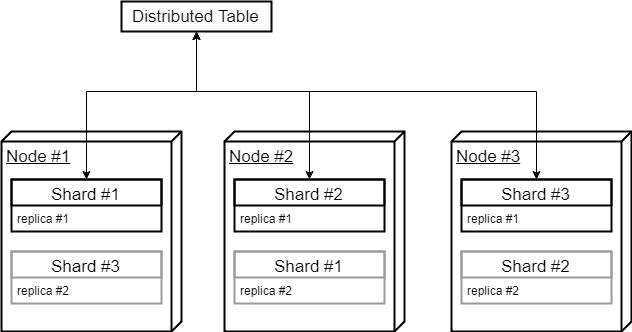 Distributed Table
Node #1
Shard #1
replica #1
Shard #3
replica #2
Node #2
Shard #2
replica #1
Shard #1
replica #2
Node #3
Shard #3
replica #1
Shard #2
replica #2